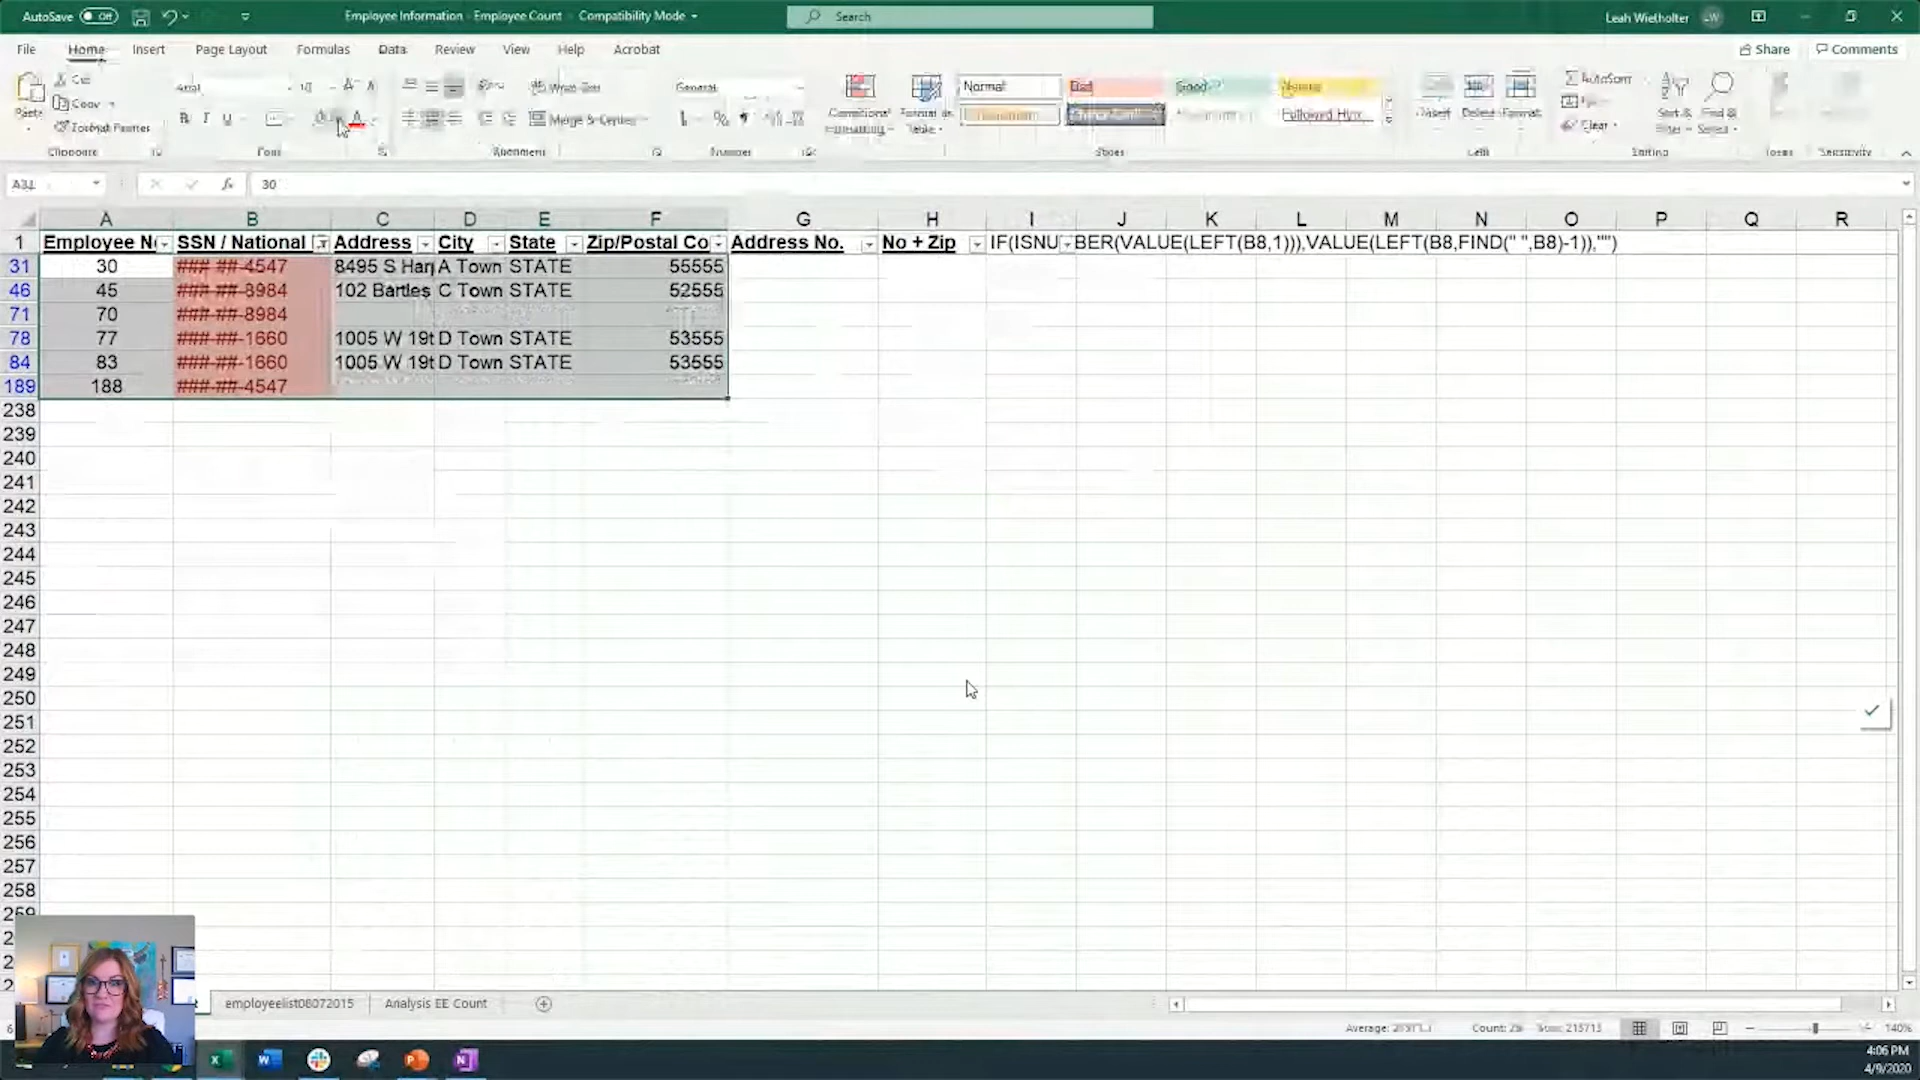 AutoSave Off
Employee Information - Employee Count - Compatibility Mode
Search
Leah Wielholter LW
File Home Insert Page Layout Formulas Data Review View Help Acrobat
Share Comments
Cut
Copy
Format Painter
Paste
General
Merge & Center
Conditional Formatting
Format as Table
Normal
Bad
Good
Followed Hyp...
Insert Delete Format
AutoSum
Clear
Sort & Filter
Find & Select
Clipboard Font Alignment Number Styles Cells Editing Sensitivity
A31 fx 30
A B C D E F G H I J K L M N O P Q R
1 Employee N SSN / National Address City State Zip/Postal Co Address No. No + Zip IF(ISNU BER(VALUE(LEFT(B8,1))),VALUE(LEFT(B8,FIND(" ",B8)-1)),"")
31 30 ###-##-4547 8495 S Har A Town STATE 55555
46 45 ###-##-8984 102 Bartles C Town STATE 52555
71 70 ###-##-8984
78 77 ###-##-1660 1005 W 19t D Town STATE 53555
84 83 ###-##-1660 1005 W 19t D Town STATE 53555
189 188 ###-##-4547
238
239
240
241
242
243
244
245
246
247
248
249
250
251
252
253
254
255
256
257
258
259
2
2
2
employeelist08072015 Analysis EE Count
Average: Count: Sum: 215713
140%
4:06 PM
4/9/2020